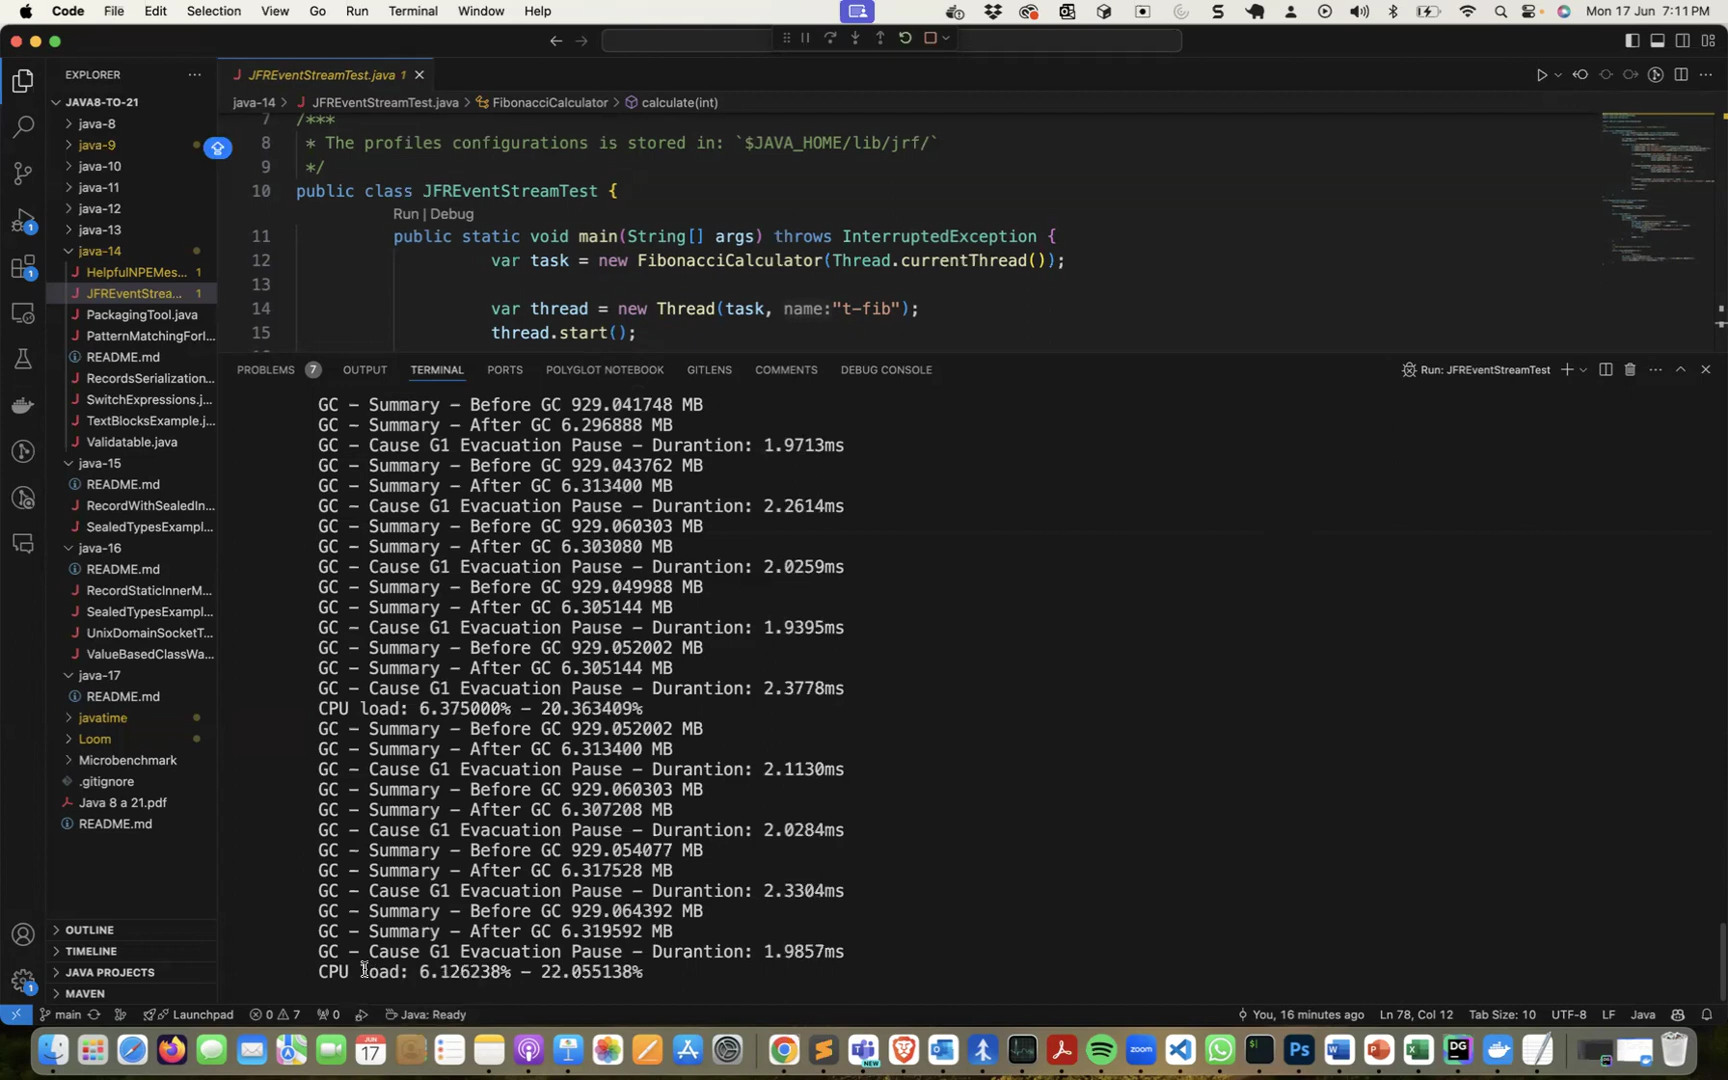 Code File Edit Selection View Go Run Terminal Window Help
Mon 17 Jun 7:11 PM
EXPLORER
JFREventStreamTest.java 1
JAVA8-TO-21
java-14 > JFREventStreamTest.java > FibonacciCalculator > calculate(int)
java-8
java-9
java-10
java-11
java-12
java-13
java-14
HelpfulNPEMes... 1
JFREventStrea... 1
PackagingTool.java
PatternMatchingForI...
README.md
RecordsSerialization...
SwitchExpressions.j...
TextBlocksExample.j...
Validatable.java
java-15
README.md
RecordWithSealedIn...
SealedTypesExampl...
java-16
README.md
RecordStaticInnerM...
SealedTypesExampl...
UnixDomainSocketT...
ValueBasedClassWa...
java-17
README.md
javatime
Loom
Microbenchmark
.gitignore
Java 8 a 21.pdf
README.md
OUTLINE
TIMELINE
JAVA PROJECTS
MAVEN
7 /***
8 * The profiles configurations is stored in: `$JAVA_HOME/lib/jrf/`
9 */
10 public class JFREventStreamTest {
Run | Debug
11 public static void main(String[] args) throws InterruptedException {
12 var task = new FibonacciCalculator(Thread.currentThread());
13
14 var thread = new Thread(task, name:"t-fib");
15 thread.start();
PROBLEMS 7 OUTPUT TERMINAL PORTS POLYGLOT NOTEBOOK GITLENS COMMENTS DEBUG CONSOLE
Run: JFREventStreamTest
GC - Summary - Before GC 929.041748 MB
GC - Summary - After GC 6.296888 MB
GC - Cause G1 Evacuation Pause - Durantion: 1.9713ms
GC - Summary - Before GC 929.043762 MB
GC - Summary - After GC 6.313400 MB
GC - Cause G1 Evacuation Pause - Durantion: 2.2614ms
GC - Summary - Before GC 929.060303 MB
GC - Summary - After GC 6.303080 MB
GC - Cause G1 Evacuation Pause - Durantion: 2.0259ms
GC - Summary - Before GC 929.049988 MB
GC - Summary - After GC 6.305144 MB
GC - Cause G1 Evacuation Pause - Durantion: 1.9395ms
GC - Summary - Before GC 929.052002 MB
GC - Summary - After GC 6.305144 MB
GC - Cause G1 Evacuation Pause - Durantion: 2.3778ms
CPU load: 6.375000% - 20.363409%
GC - Summary - Before GC 929.052002 MB
GC - Summary - After GC 6.313400 MB
GC - Cause G1 Evacuation Pause - Durantion: 2.1130ms
GC - Summary - Before GC 929.060303 MB
GC - Summary - After GC 6.307208 MB
GC - Cause G1 Evacuation Pause - Durantion: 2.0284ms
GC - Summary - Before GC 929.054077 MB
GC - Summary - After GC 6.317528 MB
GC - Cause G1 Evacuation Pause - Durantion: 2.3304ms
GC - Summary - Before GC 929.064392 MB
GC - Summary - After GC 6.319592 MB
GC - Cause G1 Evacuation Pause - Durantion: 1.9857ms
CPU load: 6.126238% - 22.055138%
main Launchpad 0 7 0 Java: Ready
You, 16 minutes ago Ln 78, Col 12 Tab Size: 10 UTF-8 LF Java
JUN
17
zoom
DG